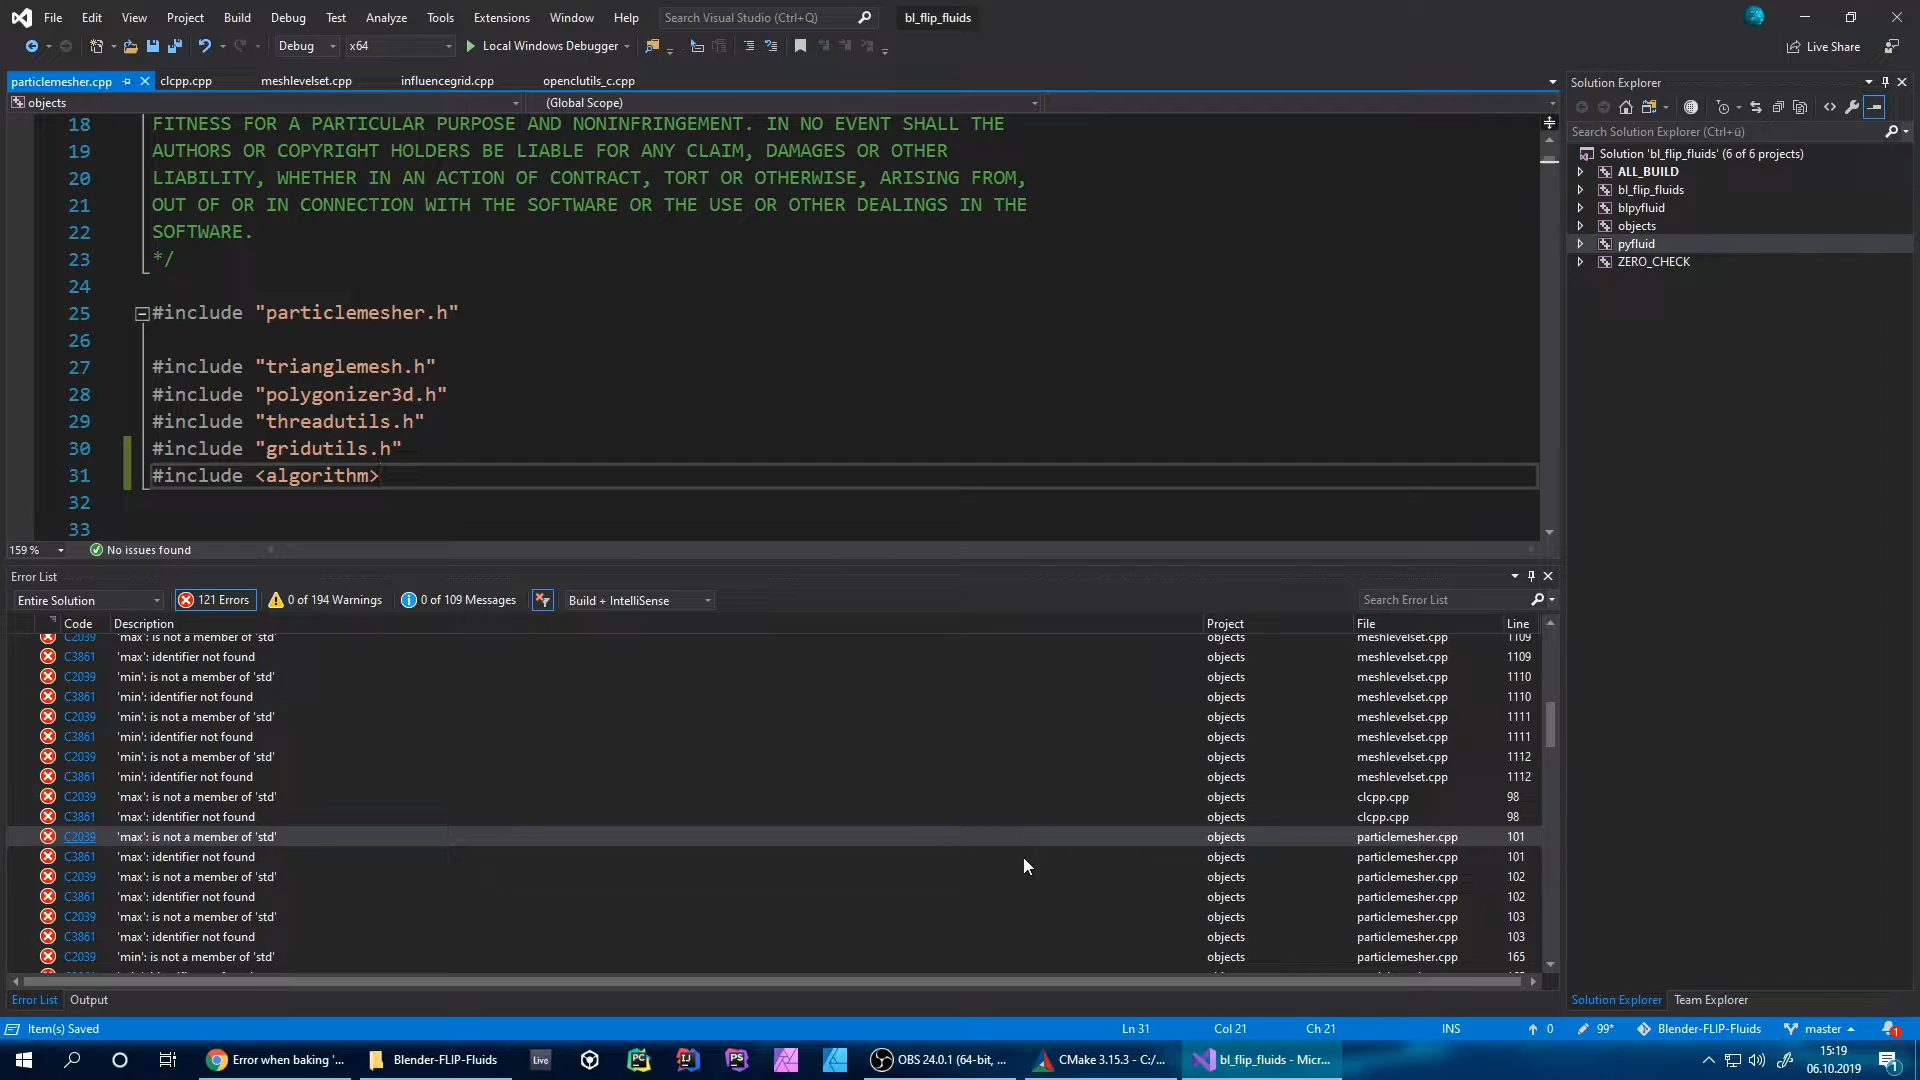 File Edit View Project Build Debug Test Analyze Tools Extensions Window Help Search Visual Studio (Ctrl+Q) bl_flip_fluids
Debug x64 Local Windows Debugger Live Share
particlemesher.cpp clcpp.cpp meshlevelset.cpp influencegrid.cpp openclutils_c.cpp
objects (Global Scope)
18 FITNESS FOR A PARTICULAR PURPOSE AND NONINFRINGEMENT. IN NO EVENT SHALL THE
19 AUTHORS OR COPYRIGHT HOLDERS BE LIABLE FOR ANY CLAIM, DAMAGES OR OTHER
20 LIABILITY, WHETHER IN AN ACTION OF CONTRACT, TORT OR OTHERWISE, ARISING FROM,
21 OUT OF OR IN CONNECTION WITH THE SOFTWARE OR THE USE OR OTHER DEALINGS IN THE
22 SOFTWARE.
23 */
24
25 #include "particlemesher.h"
26
27 #include "trianglemesh.h"
28 #include "polygonizer3d.h"
29 #include "threadutils.h"
30 #include "gridutils.h"
31 #include <algorithm>
32
33
159 % No issues found
Solution Explorer
Search Solution Explorer (Ctrl+ü)
Solution 'bl_flip_fluids' (6 of 6 projects)
ALL_BUILD
bl_flip_fluids
blpyfluid
objects
pyfluid
ZERO_CHECK
Error List
Entire Solution 121 Errors 0 of 194 Warnings 0 of 109 Messages Build + IntelliSense Search Error List
Code Description Project File Line
C2039 'max': is not a member of 'std' objects meshlevelset.cpp 1109
C3861 'max': identifier not found objects meshlevelset.cpp 1109
C2039 'min': is not a member of 'std' objects meshlevelset.cpp 1110
C3861 'min': identifier not found objects meshlevelset.cpp 1110
C2039 'min': is not a member of 'std' objects meshlevelset.cpp 1111
C3861 'min': identifier not found objects meshlevelset.cpp 1111
C2039 'min': is not a member of 'std' objects meshlevelset.cpp 1112
C3861 'min': identifier not found objects meshlevelset.cpp 1112
C2039 'max': is not a member of 'std' objects clcpp.cpp 98
C3861 'max': identifier not found objects clcpp.cpp 98
C2039 'max': is not a member of 'std' objects particlemesher.cpp 101
C3861 'max': identifier not found objects particlemesher.cpp 101
C2039 'max': is not a member of 'std' objects particlemesher.cpp 102
C3861 'max': identifier not found objects particlemesher.cpp 102
C2039 'max': is not a member of 'std' objects particlemesher.cpp 103
C3861 'max': identifier not found objects particlemesher.cpp 103
C2039 'min': is not a member of 'std' objects particlemesher.cpp 165
Error List Output Solution Explorer Team Explorer
Item(s) Saved Ln 31 Col 21 Ch 21 INS 0 99* Blender-FLIP-Fluids master 1
Error when baking '... Blender-FLIP-Fluids Live PC IJ PS OBS 24.0.1 (64-bit, ... CMake 3.15.3 - C:/... bl_flip_fluids - Micr... 15:19
06.10.2019 1